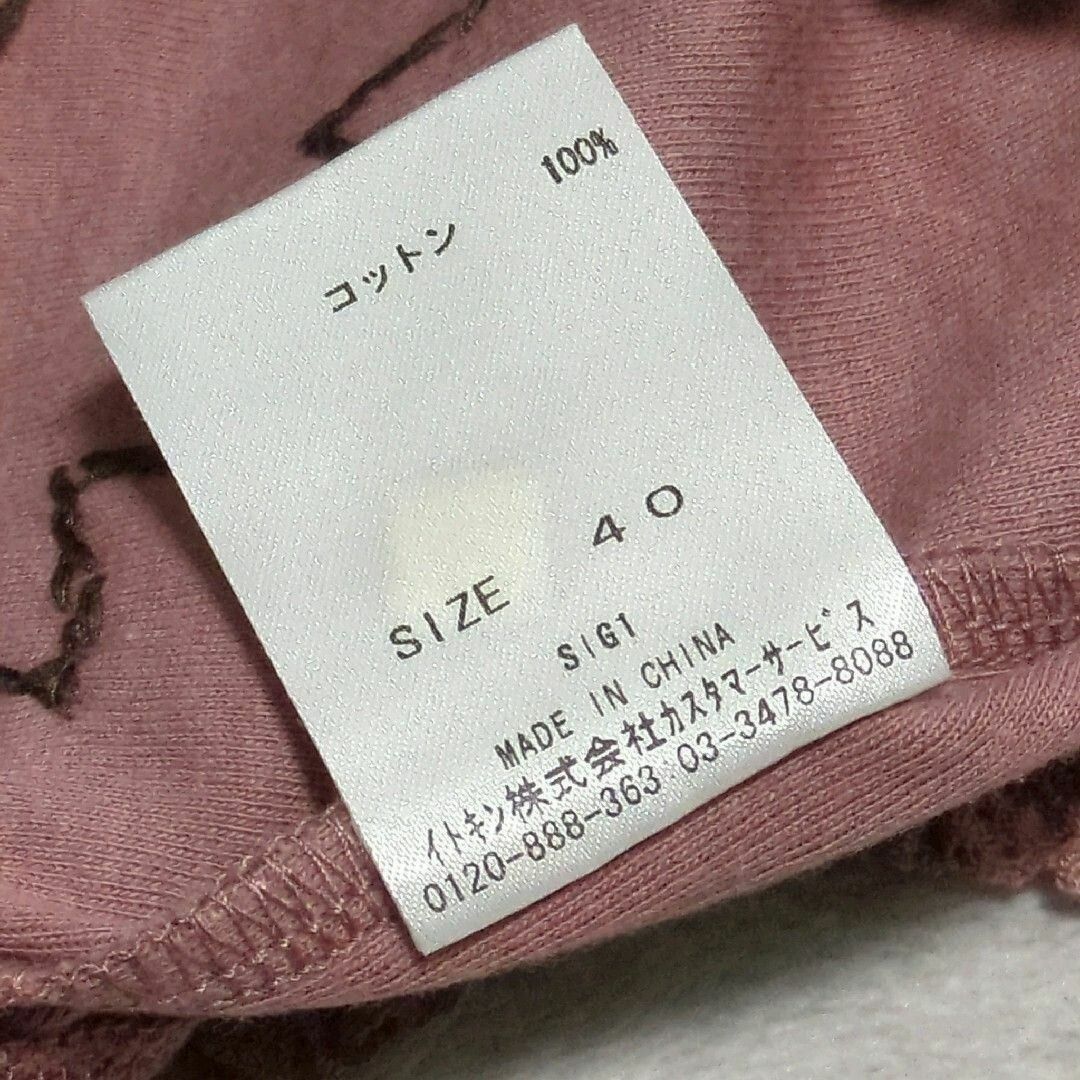 コットン 100%
SIZE 40
SIG1
MADE IN CHINA
イトキン株式会社カスタマーサービス
0120-888-363 03-3478-8088